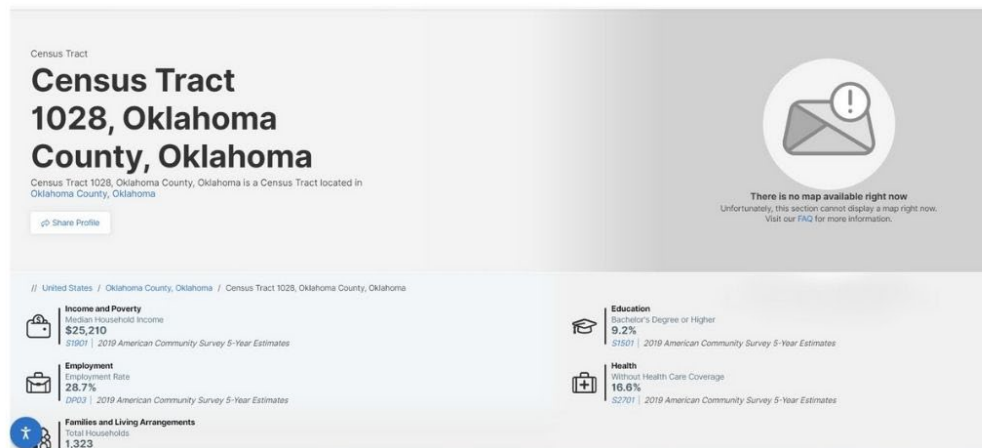 Census Tract
Census Tract
1028, Oklahoma
County, Oklahoma
Census Tract 1028, Oklahoma County, Oklahoma is a Census Tract located in
Oklahoma County, Oklahoma
Share Profile
!
There is no map available right now
Unfortunately, this section cannot display a map right now.
Visit our FAQ for more information.
// United States / Oklahoma County, Oklahoma / Census Tract 1028, Oklahoma County, Oklahoma
Income and Poverty
Median Household Income
$25,210
S1901 | 2019 American Community Survey 5-Year Estimates
Education
Bachelor's Degree or Higher
9.2%
S1501 | 2019 American Community Survey 5-Year Estimates
Employment
Employment Rate
28.7%
DP03 | 2019 American Community Survey 5-Year Estimates
Health
Without Health Care Coverage
16.6%
S2701 | 2019 American Community Survey 5-Year Estimates
Families and Living Arrangements
Total Households
1,323